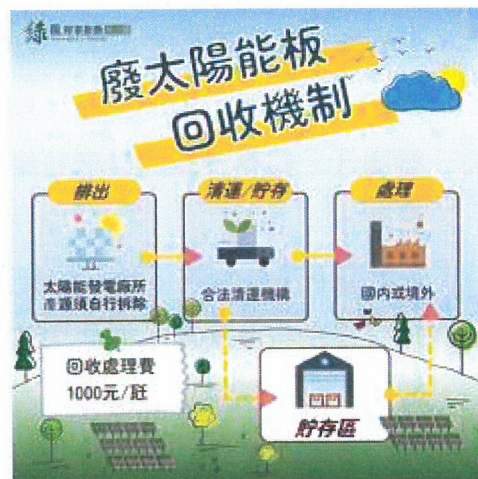 廢太陽能板
回收機制
排出
清運/貯存
處理
太陽能發電廠所
產源須自行拆除
合法清運機構
國內或境外
回收處理費
1000元/瓩
貯存區